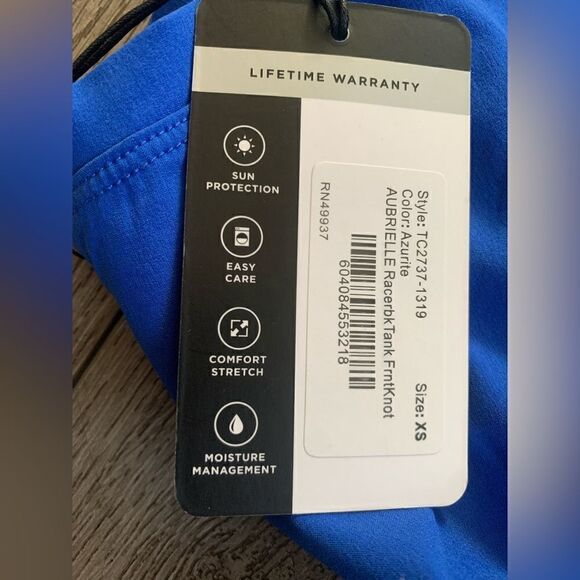 LIFETIME WARRANTY
SUN
PROTECTION
EASY
CARE
COMFORT
STRETCH
MOISTURE
MANAGEMENT
Style: TC2737-1319 Size: XS
Color: Azurite
AUBRIELLE RacerbkTank FrntKnot
604084553218
RN49937